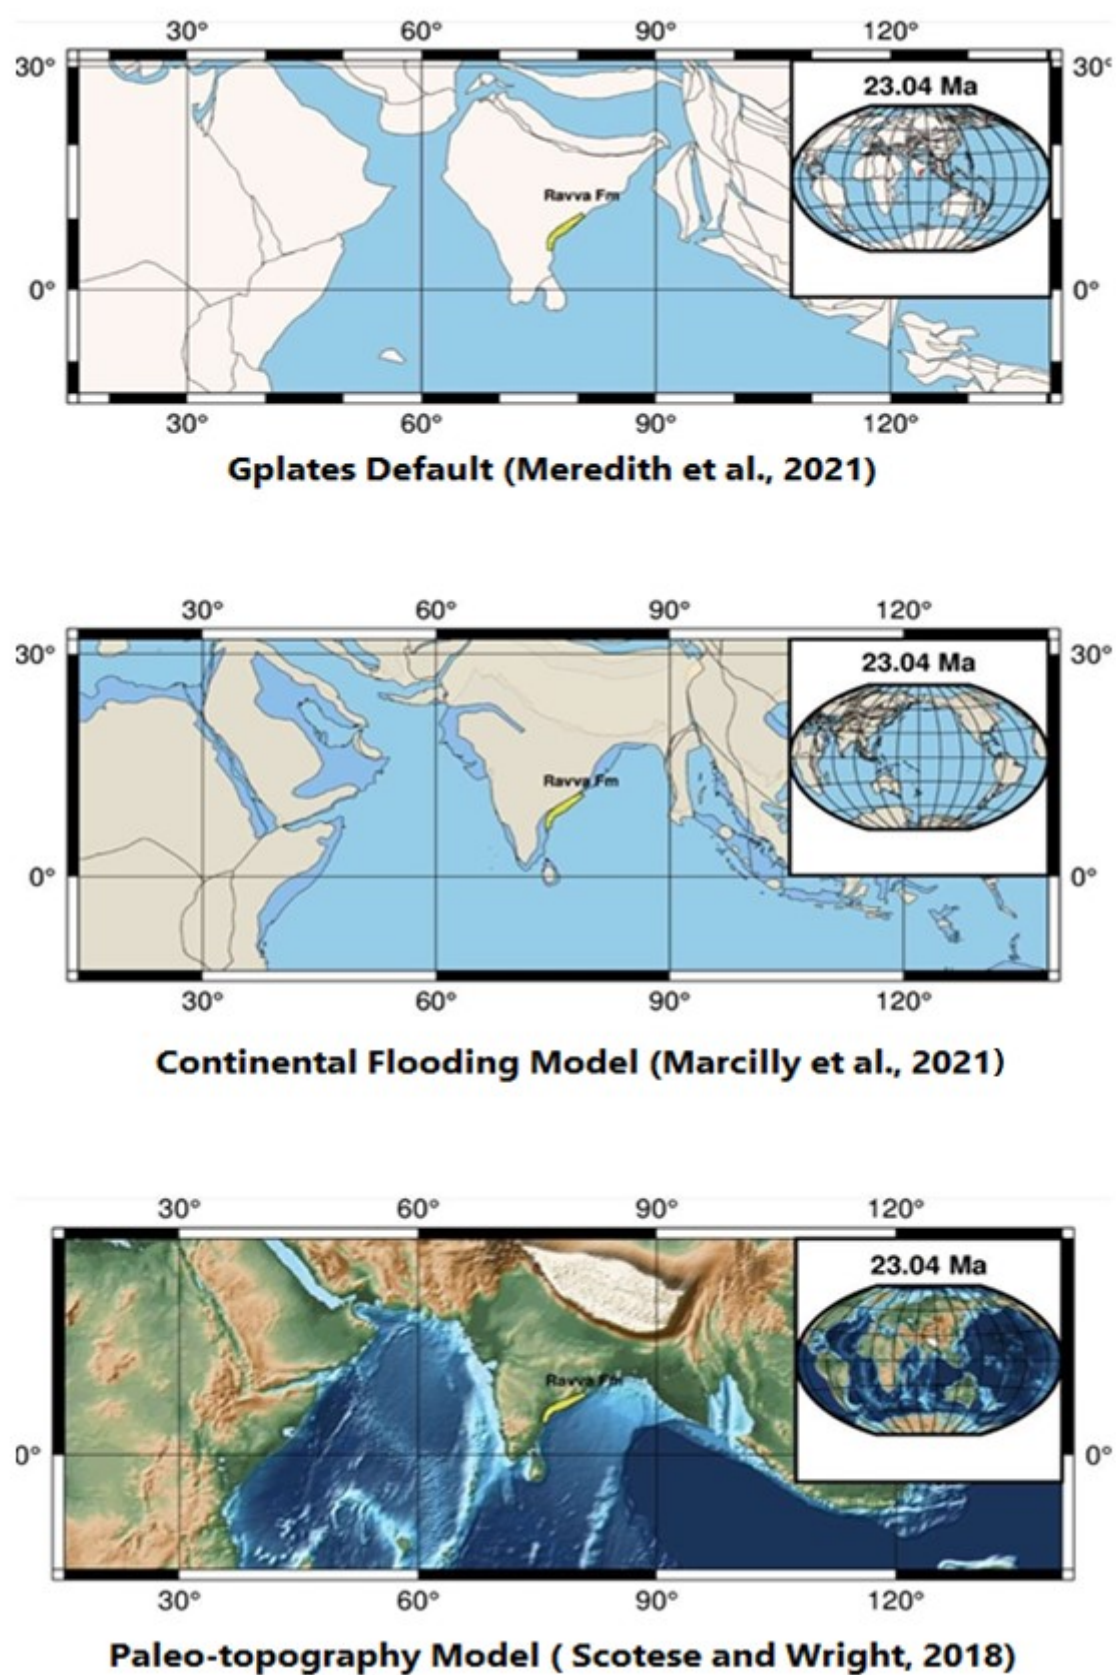 30° 60° 90° 120°
30° 30°
23.04 Ma
Ravva Fm
0° 0°
30° 60° 90° 120°
Gplates Default (Meredith et al., 2021)
30° 60° 90° 120°
30° 30°
23.04 Ma
Ravva Fm
0° 0°
30° 60° 90° 120°
Continental Flooding Model (Marcilly et al., 2021)
30° 60° 90° 120°
23.04 Ma
Ravva Fm
0° 0°
30° 60° 90° 120°
Paleo-topography Model ( Scotese and Wright, 2018)